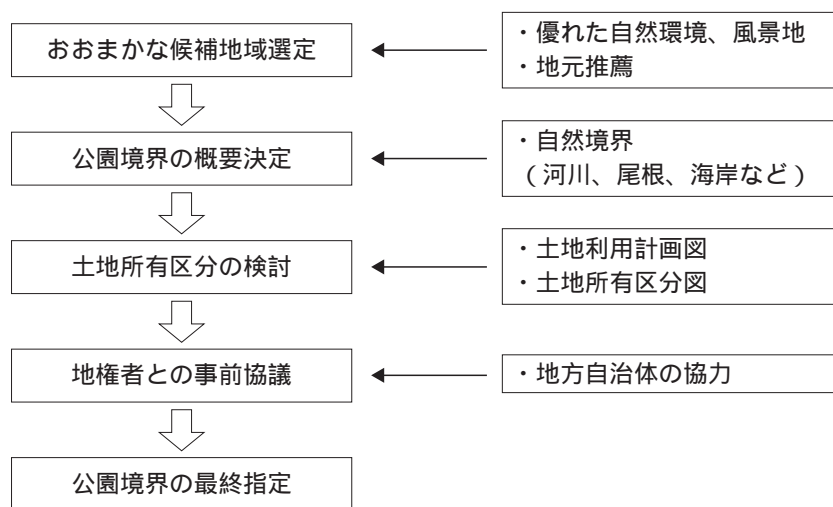 おおまかな候補地域選定
・優れた自然環境、風景地
・地元推薦
公園境界の概要決定
・自然境界
（河川、尾根、海岸など）
土地所有区分の検討
・土地利用計画図
・土地所有区分図
地権者との事前協議
・地方自治体の協力
公園境界の最終指定